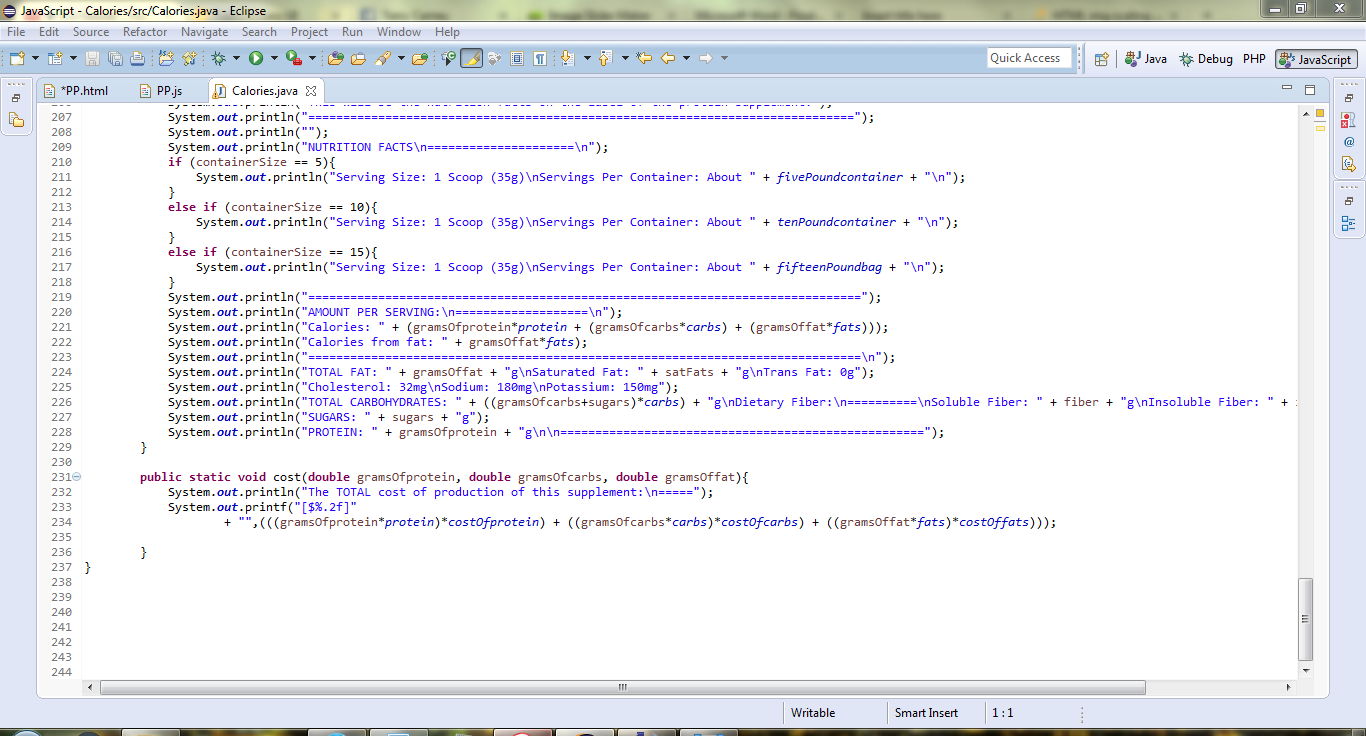 JavaScript - Calories/src/Calories.java - Eclipse
File Edit Source Refactor Navigate Search Project Run Window Help
Quick Access Java Debug PHP JavaScript
*PP.html PP.js Calories.java
207 System.out.println("==============================================================================");
208 System.out.println("");
209 System.out.println("NUTRITION FACTS\n=====================\n");
210 if (containerSize == 5){
211 System.out.println("Serving Size: 1 Scoop (35g)\nServings Per Container: About " + fivePoundcontainer + "\n");
212 }
213 else if (containerSize == 10){
214 System.out.println("Serving Size: 1 Scoop (35g)\nServings Per Container: About " + tenPoundcontainer + "\n");
215 }
216 else if (containerSize == 15){
217 System.out.println("Serving Size: 1 Scoop (35g)\nServings Per Container: About " + fifteenPoundbag + "\n");
218 }
219 System.out.println("===============================================================================");
220 System.out.println("AMOUNT PER SERVING:\n===================\n");
221 System.out.println("Calories: " + (gramsOfprotein*protein + (gramsOfcarbs*carbs) + (gramsOffat*fats)));
222 System.out.println("Calories from fat: " + gramsOffat*fats);
223 System.out.println("===============================================================================\n");
224 System.out.println("TOTAL FAT: " + gramsOffat + "g\nSaturated Fat: " + satFats + "g\nTrans Fat: 0g");
225 System.out.println("Cholesterol: 32mg\nSodium: 180mg\nPotassium: 150mg");
226 System.out.println("TOTAL CARBOHYDRATES: " + ((gramsOfcarbs+sugars)*carbs) + "g\nDietary Fiber:\n==========\nSoluble Fiber: " + fiber + "g\nInsoluble Fiber: " +
227 System.out.println("SUGARS: " + sugars + "g");
228 System.out.println("PROTEIN: " + gramsOfprotein + "g\n\n====================================================");
229 }
230
231 public static void cost(double gramsOfprotein, double gramsOfcarbs, double gramsOffat){
232 System.out.println("The TOTAL cost of production of this supplement:\n=====");
233 System.out.printf("[$%.2f]"
234 + "",(((gramsOfprotein*protein)*costOfprotein) + ((gramsOfcarbs*carbs)*costOfcarbs) + ((gramsOffat*fats)*costOffats)));
235
236 }
237 }
238
239
240
241
242
243
244
Writable Smart Insert 1 : 1